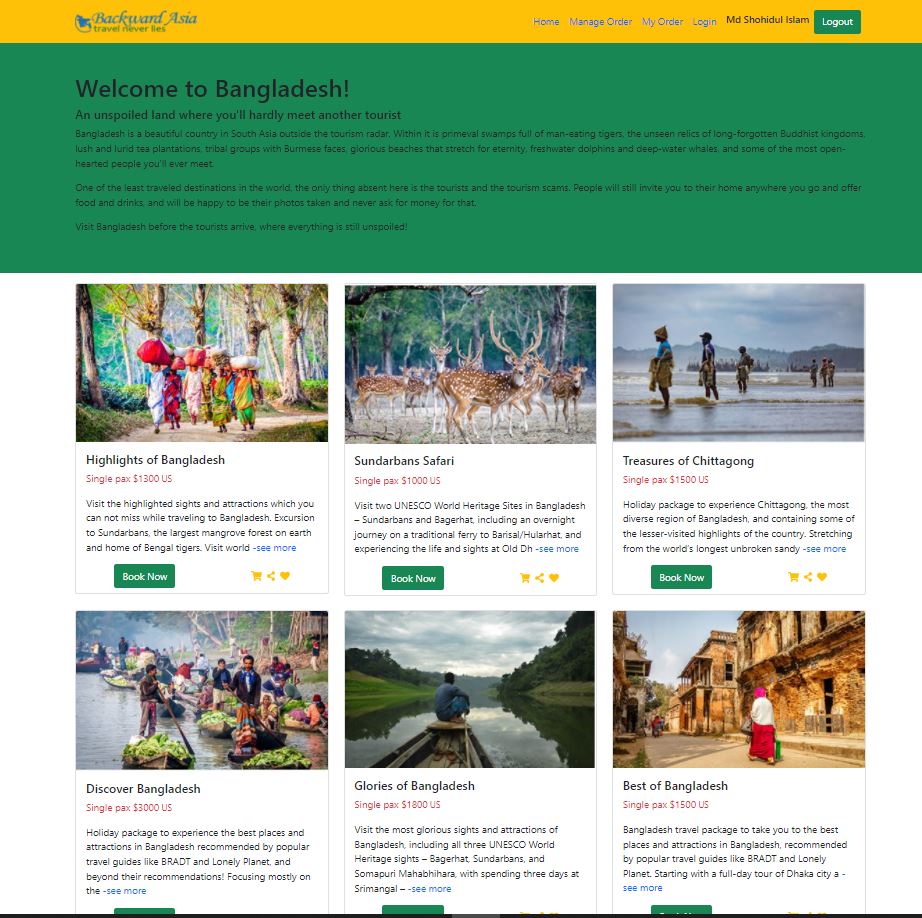 Backward Asia
travel never lies
Home Manage Order My Order Login Md Shohidul Islam Logout
Welcome to Bangladesh!
An unspoiled land where you'll hardly meet another tourist
Bangladesh is a beautiful country in South Asia outside the tourism radar. Within it is primeval swamps full of man-eating tigers, the unseen relics of long-forgotten Buddhist kingdoms,
lush and lurid tea plantations, tribal groups with Burmese faces, glorious beaches that stretch for eternity, freshwater dolphins and deep-water whales, and some of the most open-
hearted people you'll ever meet.
One of the least traveled destinations in the world, the only thing absent here is the tourists and the tourism scams. People will still invite you to their home anywhere you go and offer
food and drinks, and will be happy to be their photos taken and never ask for money for that.
Visit Bangladesh before the tourists arrive, where everything is still unspoiled!
Highlights of Bangladesh
Single pax $1300 US
Visit the highlighted sights and attractions which you
can not miss while traveling to Bangladesh. Excursion
to Sundarbans, the largest mangrove forest on earth
and home of Bengal tigers. Visit world -see more
Book Now
Sundarbans Safari
Single pax $1000 US
Visit two UNESCO World Heritage Sites in Bangladesh
– Sundarbans and Bagerhat, including an overnight
journey on a traditional ferry to Barisal/Hularhat, and
experiencing the life and sights at Old Dh -see more
Book Now
Treasures of Chittagong
Single pax $1500 US
Holiday package to experience Chittagong, the most
diverse region of Bangladesh, and containing some of
the lesser-visited highlights of the country. Stretching
from the world's longest unbroken sandy -see more
Book Now
Discover Bangladesh
Single pax $3000 US
Holiday package to experience the best places and
attractions in Bangladesh recommended by popular
travel guides like BRADT and Lonely Planet, and
beyond their recommendations! Focusing mostly on
the -see more
Glories of Bangladesh
Single pax $1800 US
Visit the most glorious sights and attractions of
Bangladesh, including all three UNESCO World
Heritage sights – Bagerhat, Sundarbans, and
Somapuri Mahabhihara, with spending three days at
Srimangal – -see more
Best of Bangladesh
Single pax $1500 US
Bangladesh travel package to take you to the best
places and attractions in Bangladesh, recommended
by popular travel guides like BRADT and Lonely
Planet. Starting with a full-day tour of Dhaka city a -
see more